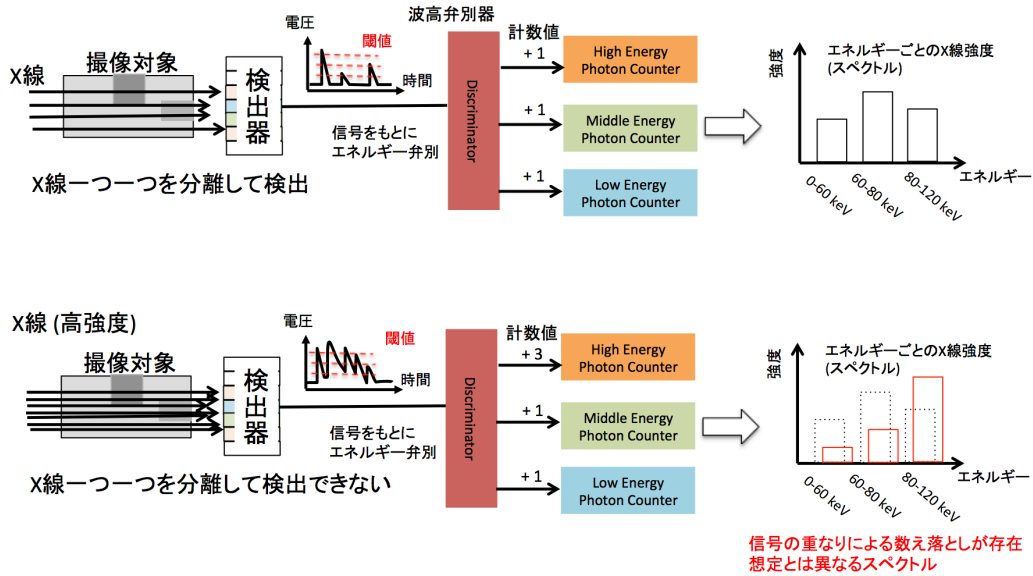 波高弁別器
電圧
閾値
計数値
撮像対象
X線
検出器
時間
信号をもとに
エネルギー弁別
Discriminator
+ 1
High Energy
Photon Counter
+ 1
Middle Energy
Photon Counter
+ 1
Low Energy
Photon Counter
エネルギーごとのX線強度
(スペクトル)
強度
エネルギー
0-60 keV
60-80 keV
80-120 keV
X線一つ一つを分離して検出
X線 (高強度)
電圧
閾値
計数値
撮像対象
検出器
時間
信号をもとに
エネルギー弁別
Discriminator
+ 3
High Energy
Photon Counter
+ 1
Middle Energy
Photon Counter
+ 1
Low Energy
Photon Counter
エネルギーごとのX線強度
(スペクトル)
強度
エネルギー
0-60 keV
60-80 keV
80-120 keV
X線一つ一つを分離して検出できない
信号の重なりによる数え落としが存在
想定とは異なるスペクトル